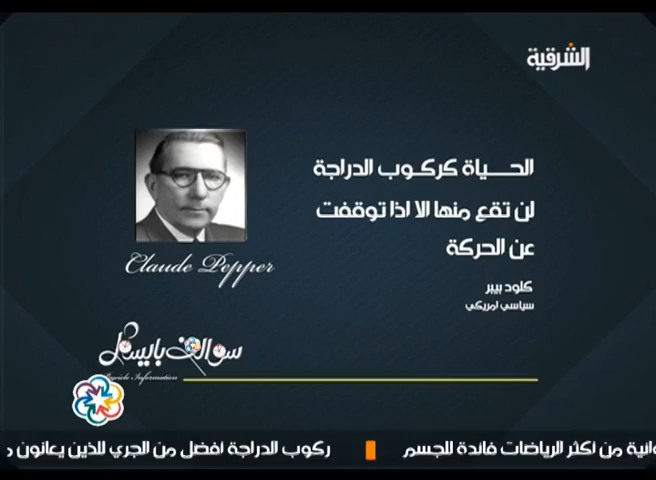 الشرقية
الحياة كركوب الدراجة
لن تقع منها الا اذا توقفت
عن الحركة
كلود بيبر
سياسي امريكي
Claude Pepper
سوالف بايسكل
Bicycle Information
وانية من اكثر الرياضات فائدة للجسم
ركوب الدراجة افضل من الجري للذين يعانون م